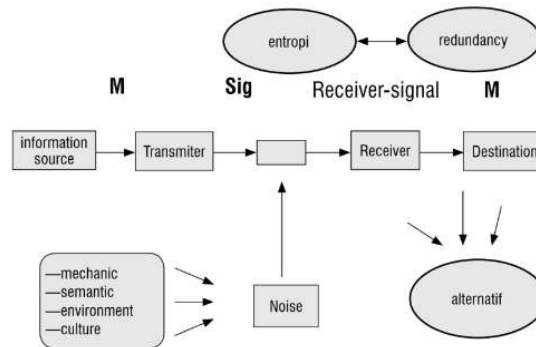 entropi
redundancy
M
Sig
Receiver-signal
M
information
source
Transmiter
Receiver
Destination
—mechanic
—semantic
—environment
—culture
Noise
alternatif